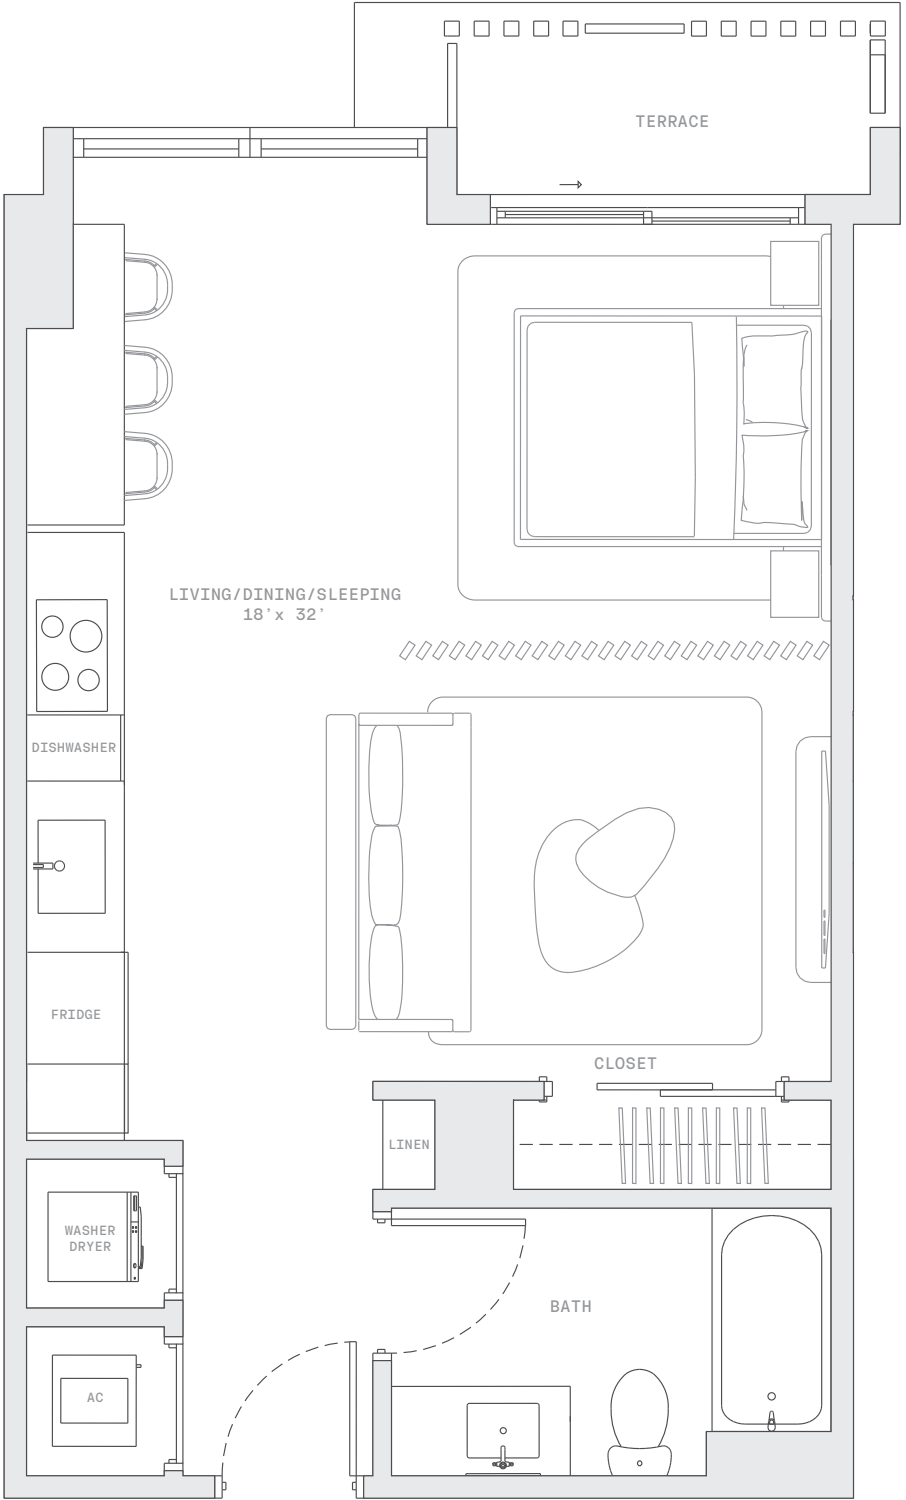 TERRACE
LIVING/DINING/SLEEPING
18'x 32'
DISHWASHER
FRIDGE
CLOSET
LINEN
WASHER
DRYER
BATH
AC